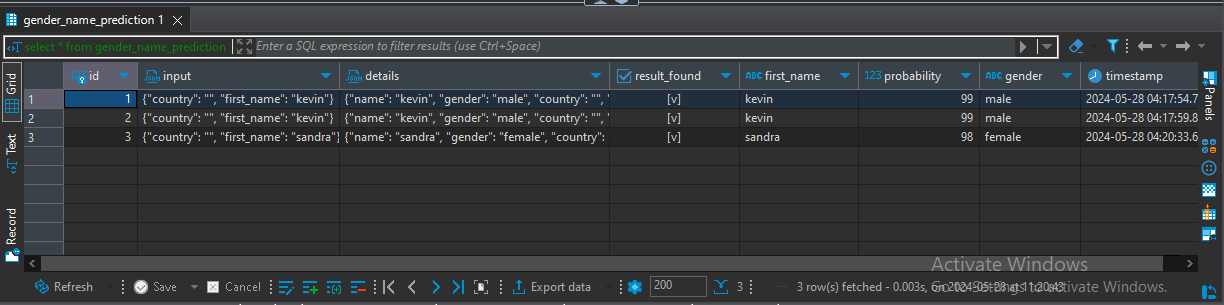 gender_name_prediction 1
select * from gender_name_prediction Enter a SQL expression to filter results (use Ctrl+Space)
Grid
Text
Record
id input details result_found ABC first_name 123 probability ABC gender timestamp
1 1 {"country": "", "first_name": "kevin"} {"name": "kevin", "gender": "male", "country": "", " [v] kevin 99 male 2024-05-28 04:17:54.7
2 2 {"country": "", "first_name": "kevin"} {"name": "kevin", "gender": "male", "country": "", " [v] kevin 99 male 2024-05-28 04:17:59.8
3 3 {"country": "", "first_name": "sandra"} {"name": "sandra", "gender": "female", "country": [v] sandra 98 female 2024-05-28 04:20:33.6
Panels
Activate Windows
Go to Settings to activate Windows.
Refresh Save Cancel Export data 200 3 3 row(s) fetched - 0.003s, on 2024-05-28 at 11:20:43